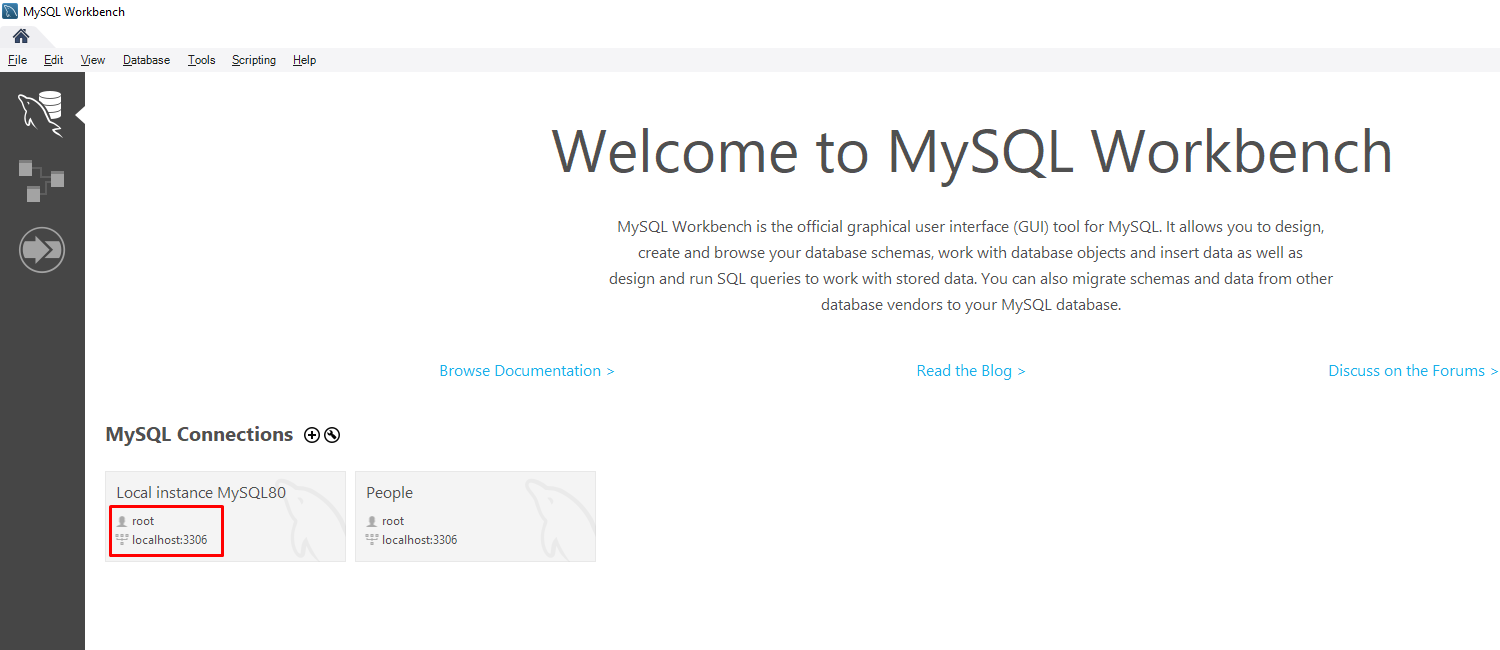 MySQL Workbench
File Edit View Database Tools Scripting Help
Welcome to MySQL Workbench
MySQL Workbench is the official graphical user interface (GUI) tool for MySQL. It allows you to design,
create and browse your database schemas, work with database objects and insert data as well as
design and run SQL queries to work with stored data. You can also migrate schemas and data from other
database vendors to your MySQL database.
Browse Documentation > Read the Blog > Discuss on the Forums >
MySQL Connections
Local instance MySQL80
root
localhost:3306
People
root
localhost:3306